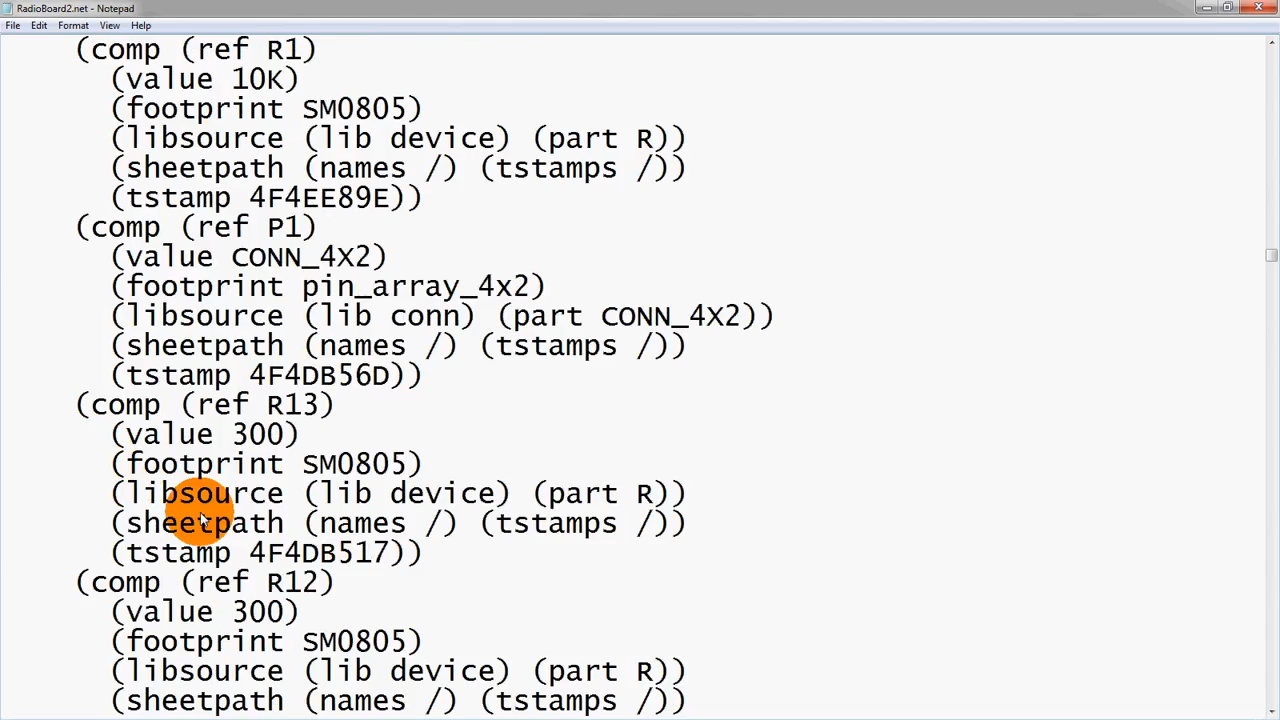 RadioBoard2.net - Notepad
File Edit Format View Help
(comp (ref R1)
(value 10K)
(footprint SM0805)
(libsource (lib device) (part R))
(sheetpath (names /) (tstamps /))
(tstamp 4F4EE89E))
(comp (ref P1)
(value CONN_4X2)
(footprint pin_array_4x2)
(libsource (lib conn) (part CONN_4X2))
(sheetpath (names /) (tstamps /))
(tstamp 4F4DB56D))
(comp (ref R13)
(value 300)
(footprint SM0805)
(libsource (lib device) (part R))
(sheetpath (names /) (tstamps /))
(tstamp 4F4DB517))
(comp (ref R12)
(value 300)
(footprint SM0805)
(libsource (lib device) (part R))
(sheetpath (names /) (tstamps /))